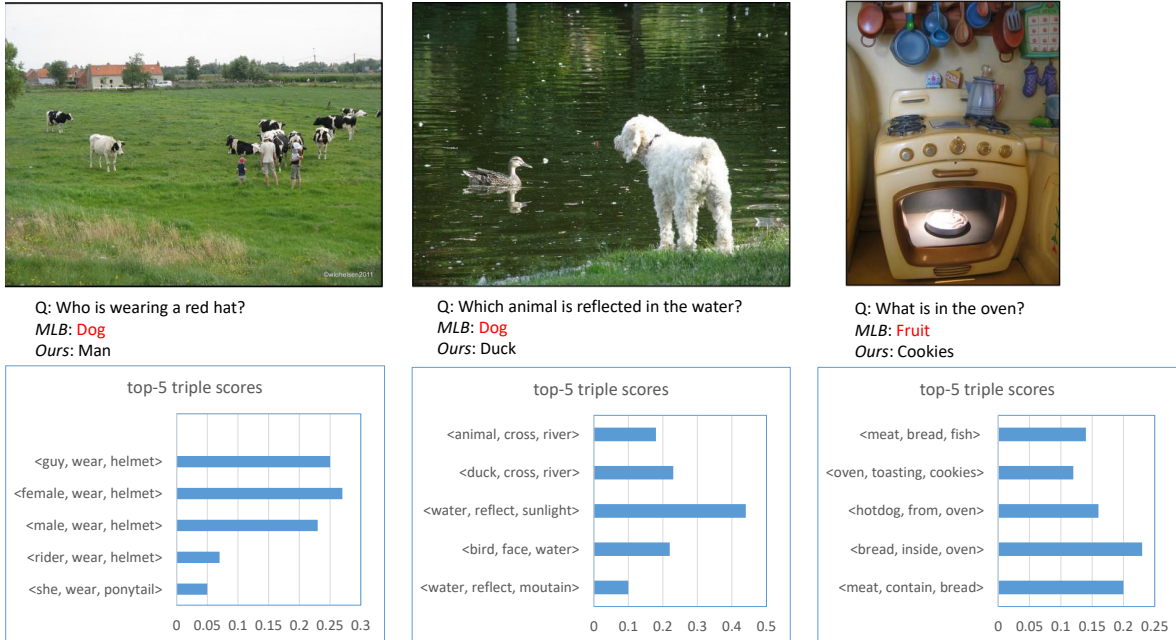 ©wlcheisen2011
Q: Who is wearing a red hat?
MLB: Dog
Ours: Man
top-5 triple scores
<guy, wear, helmet>
<female, wear, helmet>
<male, wear, helmet>
<rider, wear, helmet>
<she, wear, ponytail>
0 0.05 0.1 0.15 0.2 0.25 0.3
Q: Which animal is reflected in the water?
MLB: Dog
Ours: Duck
top-5 triple scores
<animal, cross, river>
<duck, cross, river>
<water, reflect, sunlight>
<bird, face, water>
<water, reflect, moutain>
0 0.1 0.2 0.3 0.4 0.5
Q: What is in the oven?
MLB: Fruit
Ours: Cookies
top-5 triple scores
<meat, bread, fish>
<oven, toasting, cookies>
<hotdog, from, oven>
<bread, inside, oven>
<meat, contain, bread>
0 0.05 0.1 0.15 0.2 0.25